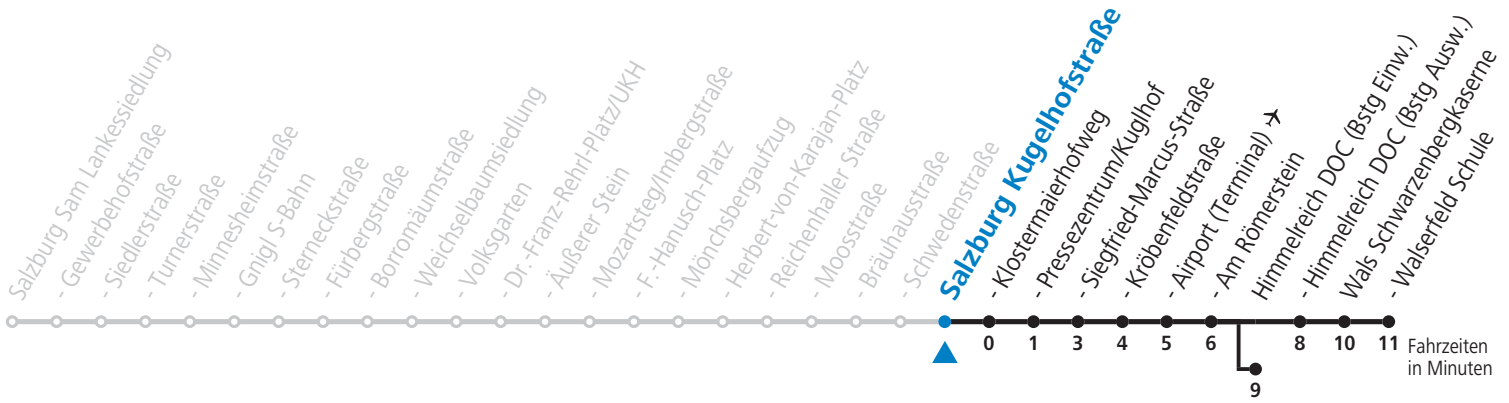 Salzburg Sam Lankessiedlung
- Gewerbehofstraße
- Siedlerstraße
- Turnerstraße
- Minnesheimstraße
- Gnigl S-Bahn
- Sterneckstraße
- Fürbergstraße
- Borromäumstraße
- Weichselbaumsiedlung
- Volksgarten
- Dr.-Franz-Rehrl-Platz/UKH
- Äußerer Stein
- Mozartsteg/Imbergstraße
- F.-Hanusch-Platz
- Mönchsbergaufzug
- Herbert-von-Karajan-Platz
- Reichenhaller Straße
- Moosstraße
- Bräuhausstraße
- Schwedenstraße
Salzburg Kugelhofstraße
- Klostermaierhofweg
- Pressezentrum/Kuglhof
- Siegfried-Marcus-Straße
- Kröbenfeldstraße
- Airport (Terminal)
- Am Römerstein
Himmelreich DOC (Bstg Einw.)
- Himmelreich DOC (Bstg Ausw.)
Wals Schwarzenbergkaserne
- Walserfeld Schule
0 1 3 4 5 6 8 10 11 Fahrzeiten
in Minuten
9